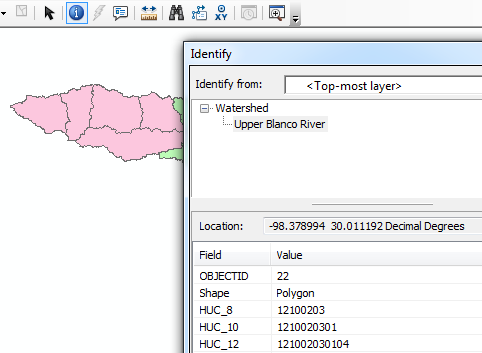 XY
Identify
Identify from: <Top-most layer>
Watershed
Upper Blanco River
Location: -98.378994 30.011192 Decimal Degrees
Field Value
OBJECTID 22
Shape Polygon
HUC_8 12100203
HUC_10 1210020301
HUC_12 121002030104